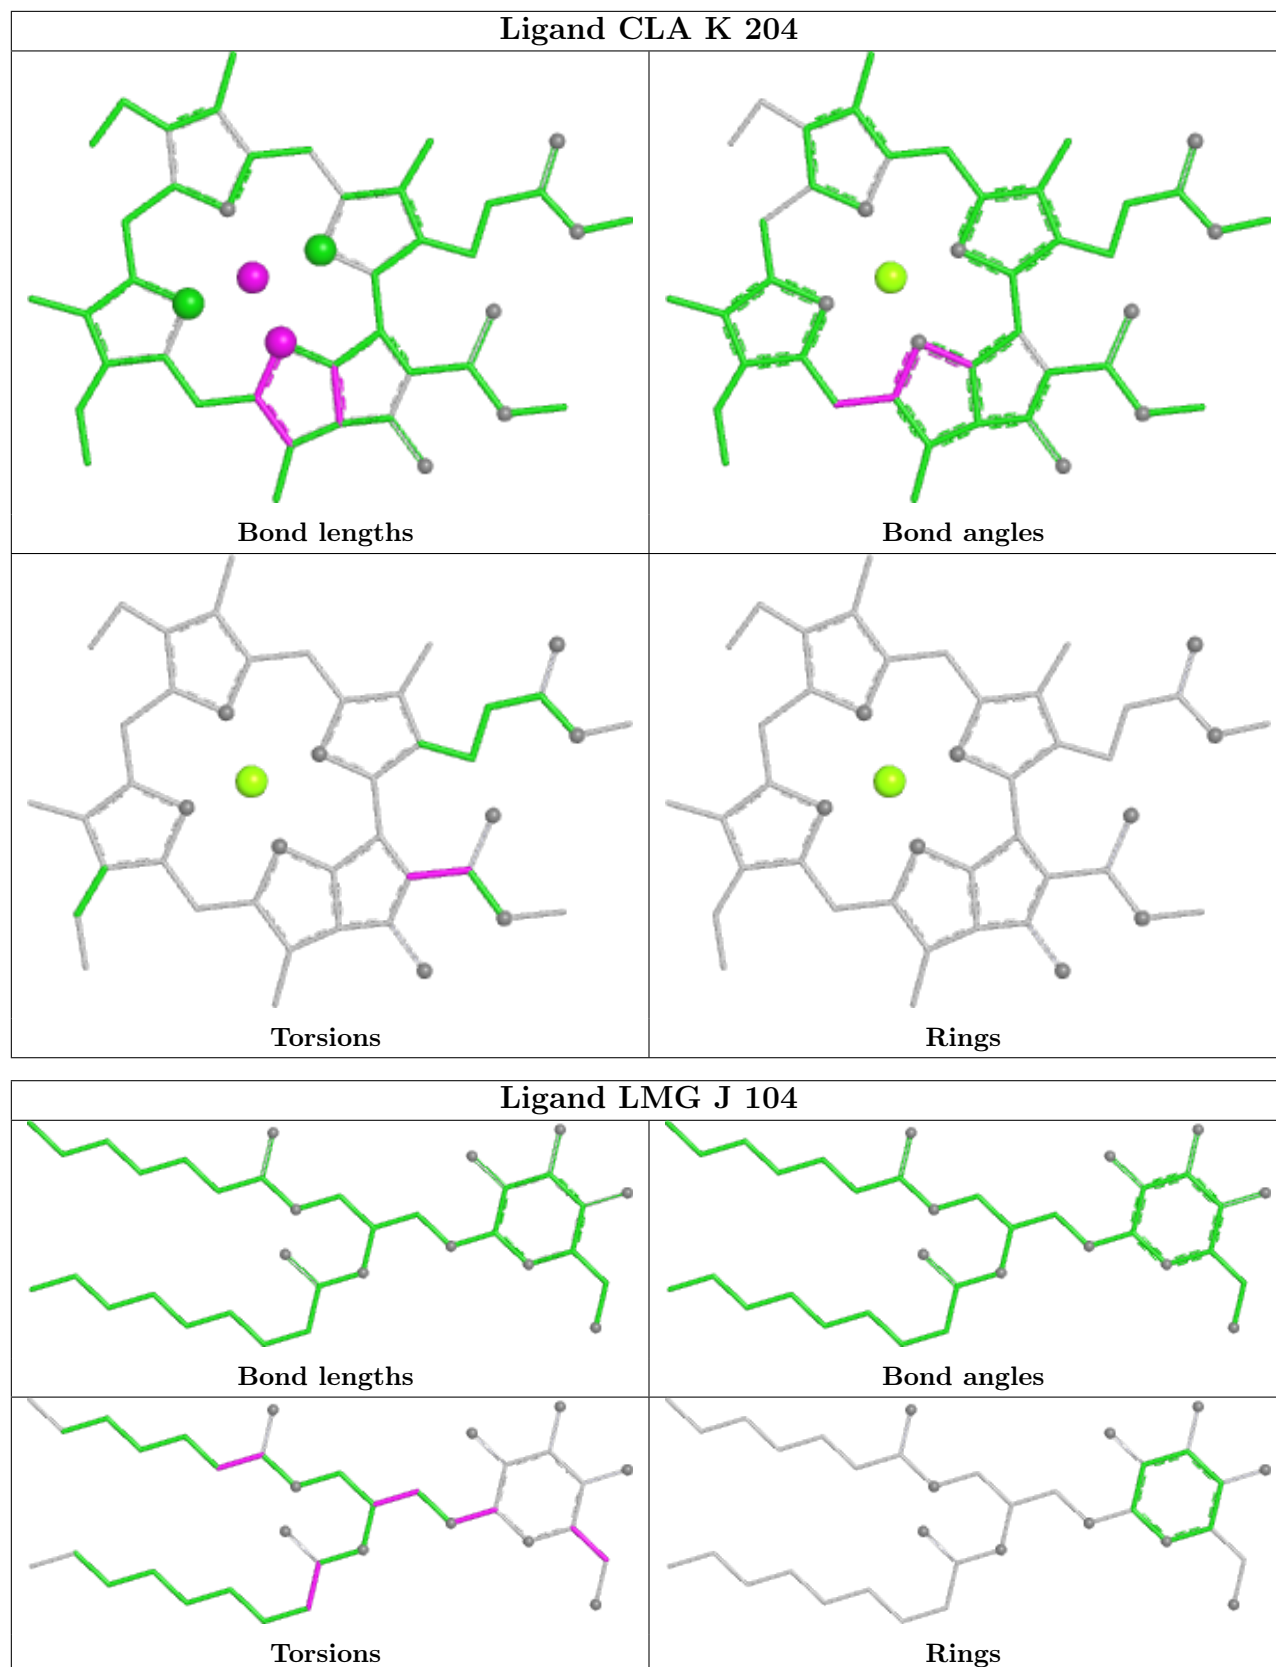 Ligand CLA K 204
Bond lengths
Bond angles
Torsions
Rings
Ligand LMG J 104
Bond lengths
Bond angles
Torsions
Rings